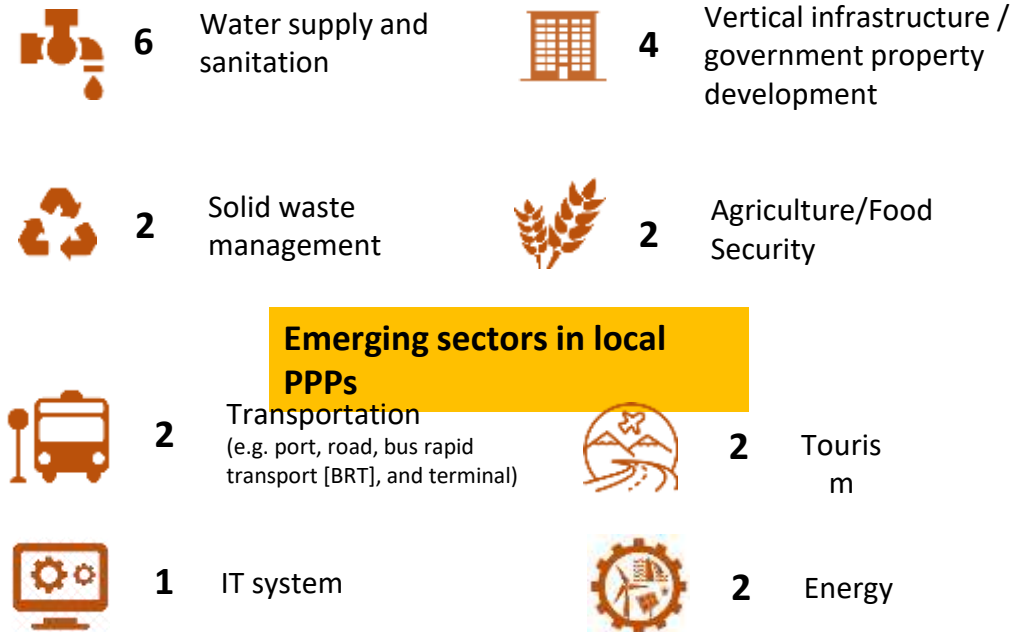 6
Water supply and
sanitation
4
Vertical infrastructure /
government property
development
2
Solid waste
management
2
Agriculture/Food
Security
Emerging sectors in local
PPPs
2
Transportation
(e.g. port, road, bus rapid
transport [BRT], and terminal)
2
Touris
m
1
IT system
2
Energy